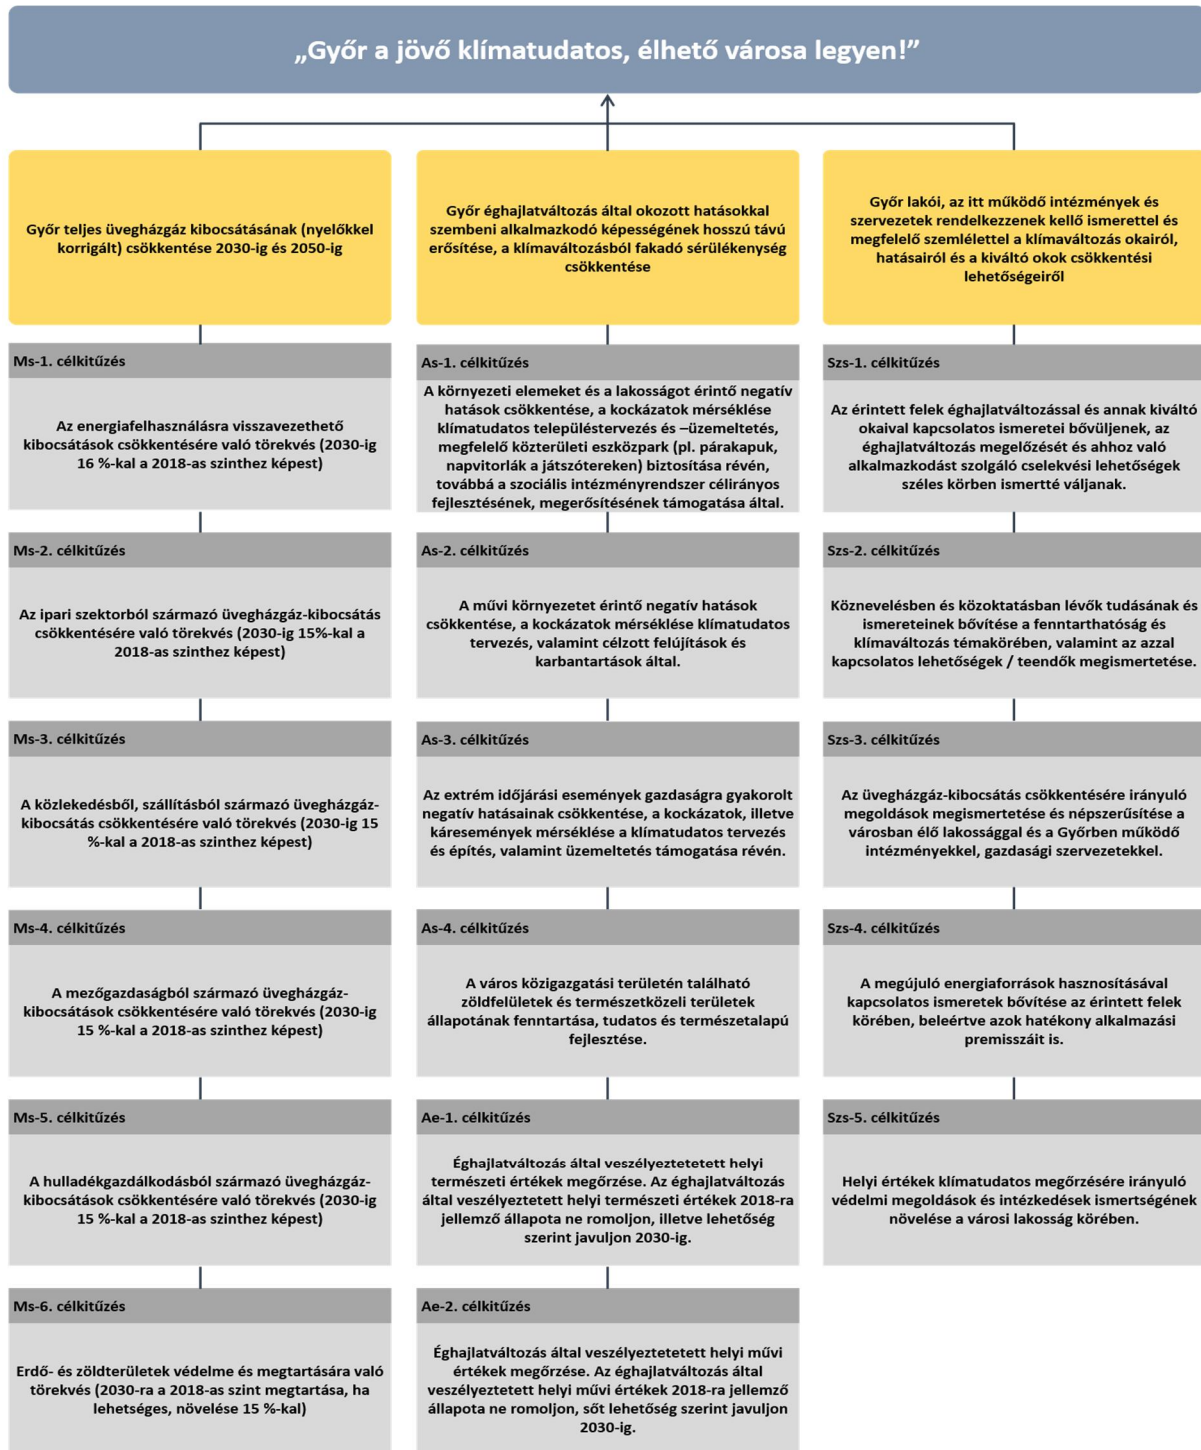 „Győr a jövő klímatudatos, élhető városa legyen!”
Győr teljes üvegházgáz kibocsátásának (nyelőkkel
korrigált) csökkentése 2030-ig és 2050-ig
Ms-1. célkitűzés
Az energiafelhasználásra visszavezethető
kibocsátások csökkentésére való törekvés (2030-ig
16 %-kal a 2018-as szinthez képest)
Ms-2. célkitűzés
Az ipari szektorból származó üvegházgáz-kibocsátás
csökkentésére való törekvés (2030-ig 15%-kal a
2018-as szinthez képest)
Ms-3. célkitűzés
A közlekedésből, szállításból származó üvegházgáz-
kibocsátás csökkentésére való törekvés (2030-ig 15
%-kal a 2018-as szinthez képest)
Ms-4. célkitűzés
A mezőgazdaságból származó üvegházgáz-
kibocsátások csökkentésére való törekvés (2030-ig
15 %-kal a 2018-as szinthez képest)
Ms-5. célkitűzés
A hulladékgazdálkodásból származó üvegházgáz-
kibocsátások csökkentésére való törekvés (2030-ig
15 %-kal a 2018-as szinthez képest)
Ms-6. célkitűzés
Erdő- és zöldterületek védelme és megtartására való
törekvés (2030-ra a 2018-as szint megtartása, ha
lehetséges, növelése 15 %-kal)
Győr éghajlatváltozás által okozott hatásokkal
szembeni alkalmazkodó képességének hosszú távú
erősítése, a klímaváltozásból fakadó sérülékenység
csökkentése
As-1. célkitűzés
A környezeti elemeket és a lakosságot érintő negatív
hatások csökkentése, a kockázatok mérséklése
klímatudatos településtervezés és –üzemeltetés,
megfelelő közterületi eszközpark (pl. párakapuk,
napvitorlák a játszótereken) biztosítása révén,
továbbá a szociális intézményrendszer célirányos
fejlesztésének, megerősítésének támogatása által.
As-2. célkitűzés
A művi környezetet érintő negatív hatások
csökkentése, a kockázatok mérséklése klímatudatos
tervezés, valamint célzott felújítások és
karbantartások által.
As-3. célkitűzés
Az extrém időjárási események gazdaságra gyakorolt
negatív hatásainak csökkentése, a kockázatok, illetve
káresemények mérséklése a klímatudatos tervezés
és építés, valamint üzemeltetés támogatása révén.
As-4. célkitűzés
A város közigazgatási területén található
zöldfelületek és természetközeli területek
állapotának fenntartása, tudatos és természetalapú
fejlesztése.
Ae-1. célkitűzés
Éghajlatváltozás által veszélyeztetetett helyi
természeti értékek megőrzése. Az éghajlatváltozás
által veszélyeztetett helyi természeti értékek 2018-ra
jellemző állapota ne romoljon, illetve lehetőség
szerint javuljon 2030-ig.
Ae-2. célkitűzés
Éghajlatváltozás által veszélyeztetetett helyi művi
értékek megőrzése. Az éghajlatváltozás által
veszélyeztetett helyi művi értékek 2018-ra jellemző
állapota ne romoljon, sőt lehetőség szerint javuljon
2030-ig.
Győr lakói, az itt működő intézmények és
szervezetek rendelkezzenek kellő ismerettel és
megfelelő szemlélettel a klímaváltozás okairól,
hatásairól és a kiváltó okok csökkentési
lehetőségeiről
Szs-1. célkitűzés
Az érintett felek éghajlatváltozással és annak kiváltó
okaival kapcsolatos ismeretei bővüljenek, az
éghajlatváltozás megelőzését és ahhoz való
alkalmazkodást szolgáló cselekvési lehetőségek
széles körben ismertté váljanak.
Szs-2. célkitűzés
Köznevelésben és közoktatásban lévők tudásának és
ismereteinek bővítése a fenntarthatóság és
klímaváltozás témakörében, valamint az azzal
kapcsolatos lehetőségek / teendők megismertetése.
Szs-3. célkitűzés
Az üvegházgáz-kibocsátás csökkentésére irányuló
megoldások megismertetése és népszerűsítése a
városban élő lakossággal és a Győrben működő
intézményekkel, gazdasági szervezetekkel.
Szs-4. célkitűzés
A megújuló energiaforrások hasznosításával
kapcsolatos ismeretek bővítése az érintett felek
körében, beleértve azok hatékony alkalmazási
premisszáit is.
Szs-5. célkitűzés
Helyi értékek klímatudatos megőrzésére irányuló
védelmi megoldások és intézkedések ismertségének
növelése a városi lakosság körében.